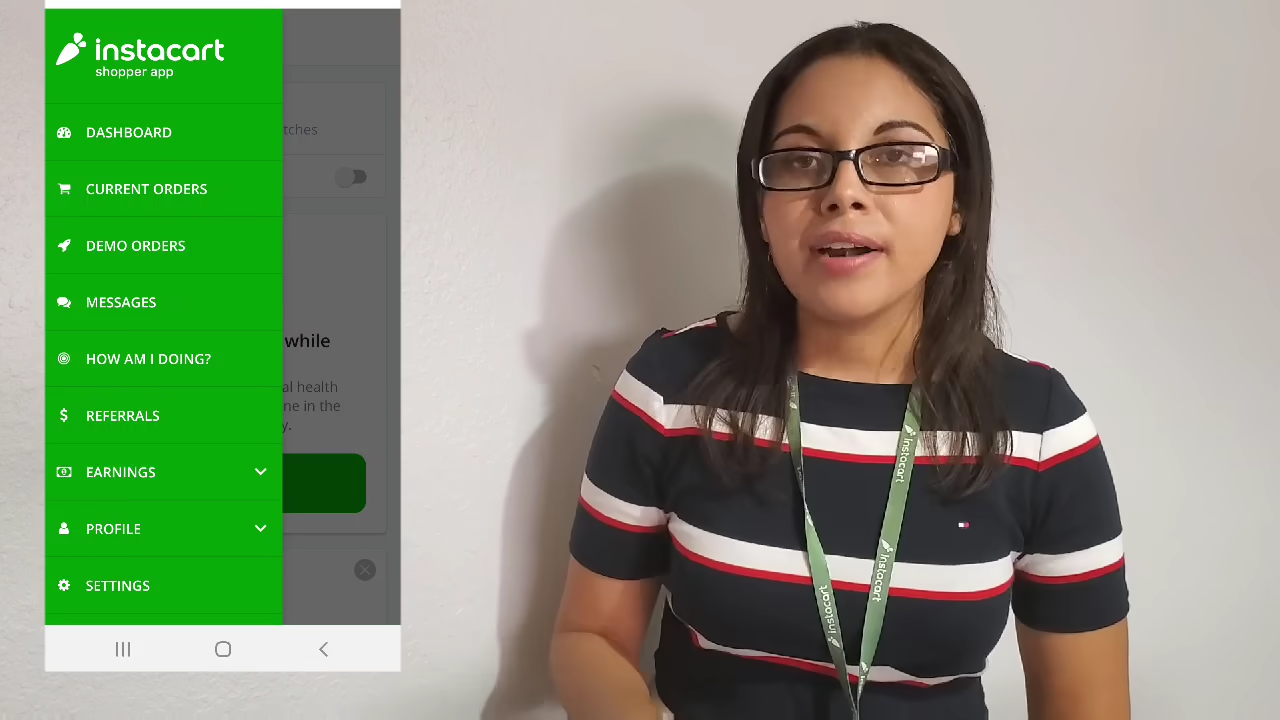 instacart
shopper app
DASHBOARD
CURRENT ORDERS
DEMO ORDERS
MESSAGES
HOW AM I DOING?
REFERRALS
EARNINGS
PROFILE
SETTINGS
tches
while
al health
ne in the
y.
instacart
instacart
instacart